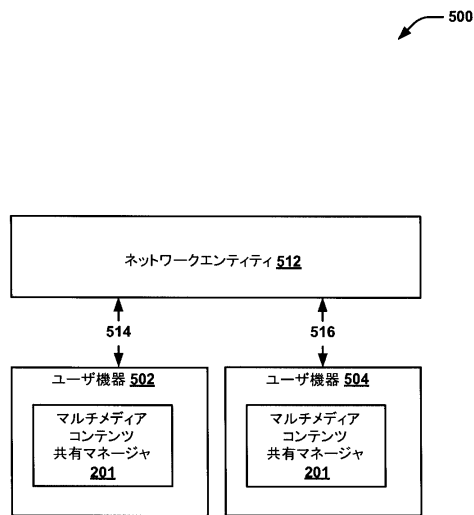 500
ネットワークエンティティ 512
514
516
ユーザ機器 502
マルチメディア
コンテンツ
共有マネージャ
201
ユーザ機器 504
マルチメディア
コンテンツ
共有マネージャ
201